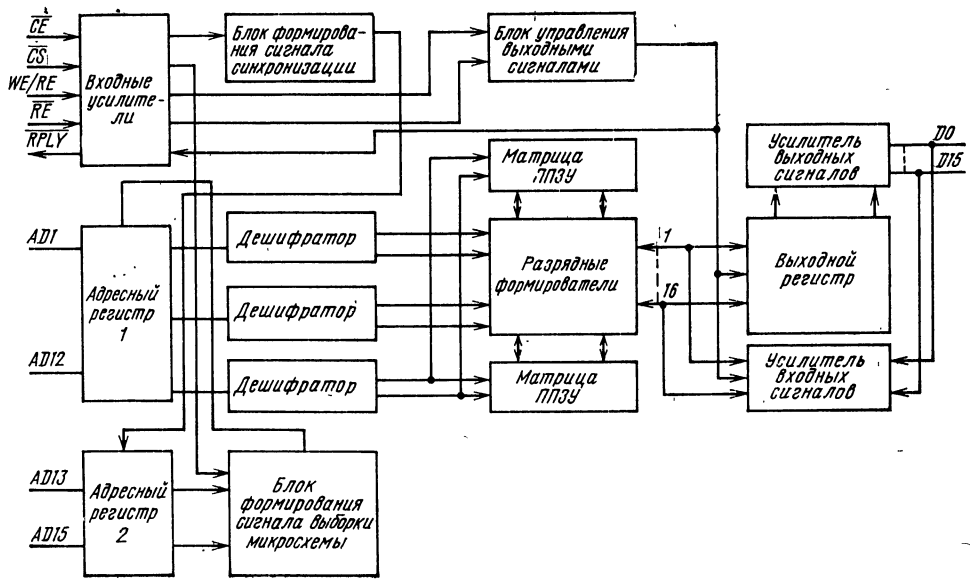 CE
CS
WE/RE
RE
RPLY
Входные
усилите-
ли
Блок формирова-
ния сигнала
синхронизации
Блок управления
выходными
сигналами
Матрица
ППЗУ
Усилитель
выходных
сигналов
D0
D15
AD1
AD12
Адресный
регистр
1
Дешифратор
Дешифратор
Дешифратор
Разрядные
формирователи
1
16
Выходной
регистр
Матрица
ППЗУ
Усилитель
входных
сигналов
AD13
AD15
Адресный
регистр
2
Блок
формирования
сигнала выборки
микросхемы